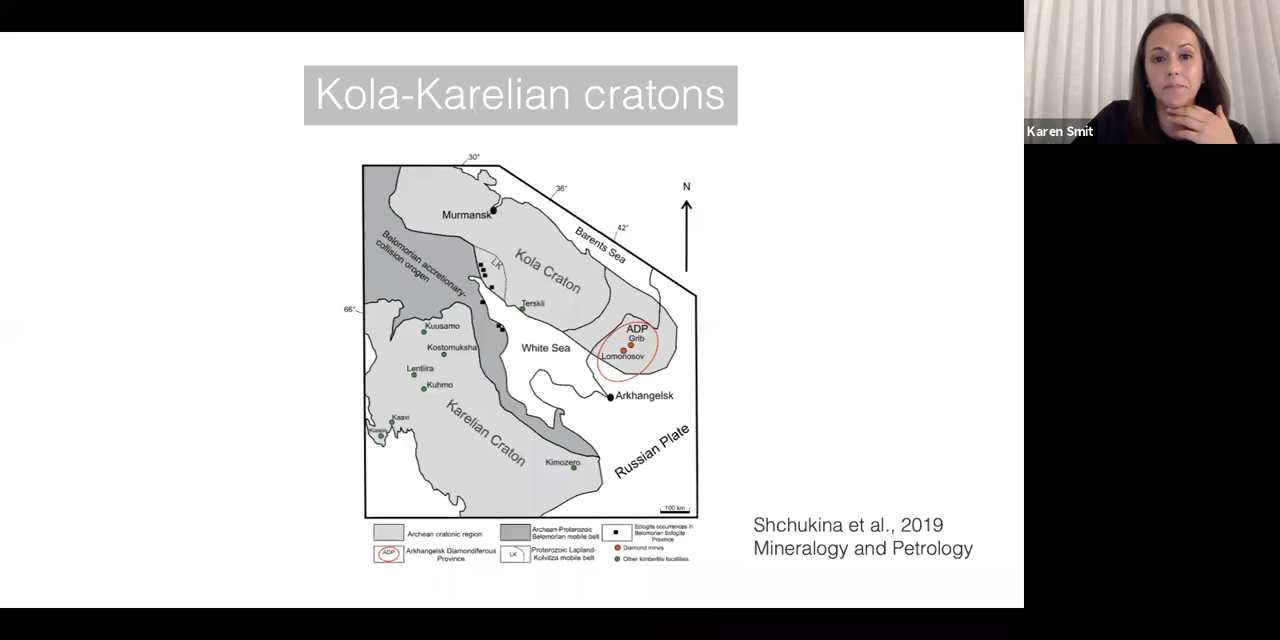 Kola-Karelian cratons
30°
36°
N
Murmansk
42°
Barents Sea
Belomorian accretionary-
collision orogen
LK
Kola Craton
Terskii
66°
ADP
Grib
Kuusamo
Lomonosov
Kostomuksha
White Sea
Lentiira
Kuhmo
Arkhangelsk
Kaavi
Karelian Craton
Russian Plate
Kimozero
100 km
Archean cratonic region
Archean-Proterozoic
Belomorian mobile belt
Eclogite occurrences in
Belomorian Eclogite
Province
ADP
Arkhangelsk Diamondiferous
Province
LK
Proterozoic Lapland-
Kolvitza mobile belt
Diamond mines
Other kimberlite localities
Shchukina et al., 2019
Mineralogy and Petrology
Karen Smit